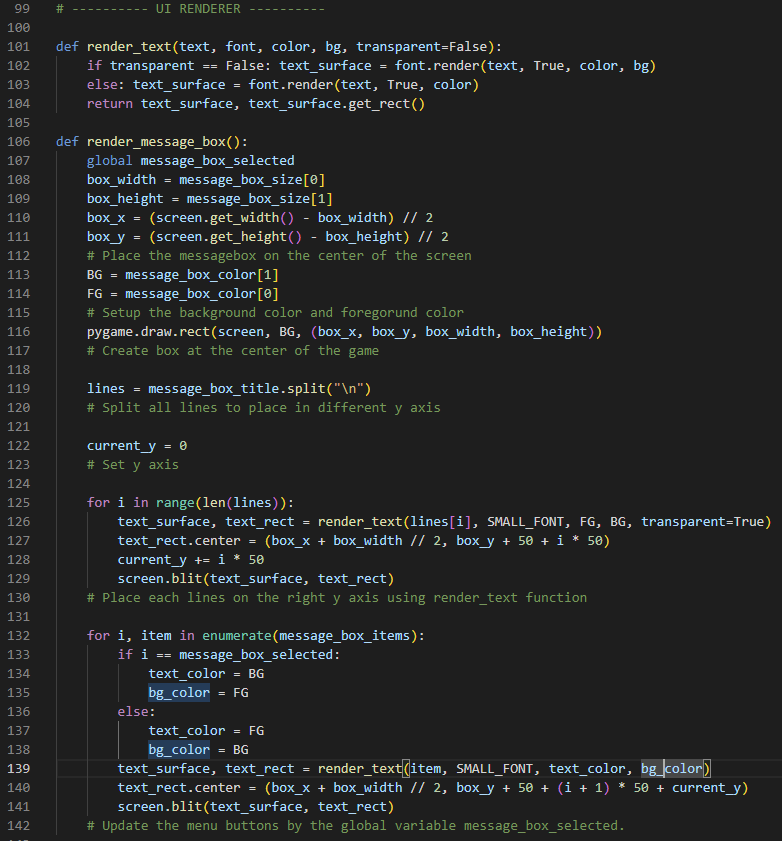 99 # ---------- UI RENDERER ----------
100
101 def render_text(text, font, color, bg, transparent=False):
102     if transparent == False: text_surface = font.render(text, True, color, bg)
103     else: text_surface = font.render(text, True, color)
104     return text_surface, text_surface.get_rect()
105
106 def render_message_box():
107     global message_box_selected
108     box_width = message_box_size[0]
109     box_height = message_box_size[1]
110     box_x = (screen.get_width() - box_width) // 2
111     box_y = (screen.get_height() - box_height) // 2
112     # Place the messagebox on the center of the screen
113     BG = message_box_color[1]
114     FG = message_box_color[0]
115     # Setup the background color and foregorund color
116     pygame.draw.rect(screen, BG, (box_x, box_y, box_width, box_height))
117     # Create box at the center of the game
118
119     lines = message_box_title.split("\n")
120     # Split all lines to place in different y axis
121
122     current_y = 0
123     # Set y axis
124
125     for i in range(len(lines)):
126         text_surface, text_rect = render_text(lines[i], SMALL_FONT, FG, BG, transparent=True)
127         text_rect.center = (box_x + box_width // 2, box_y + 50 + i * 50)
128         current_y += i * 50
129         screen.blit(text_surface, text_rect)
130     # Place each lines on the right y axis using render_text function
131
132     for i, item in enumerate(message_box_items):
133         if i == message_box_selected:
134             text_color = BG
135             bg_color = FG
136         else:
137             text_color = FG
138             bg_color = BG
139         text_surface, text_rect = render_text(item, SMALL_FONT, text_color, bg_color)
140         text_rect.center = (box_x + box_width // 2, box_y + 50 + (i + 1) * 50 + current_y)
141         screen.blit(text_surface, text_rect)
142     # Update the menu buttons by the global variable message_box_selected.